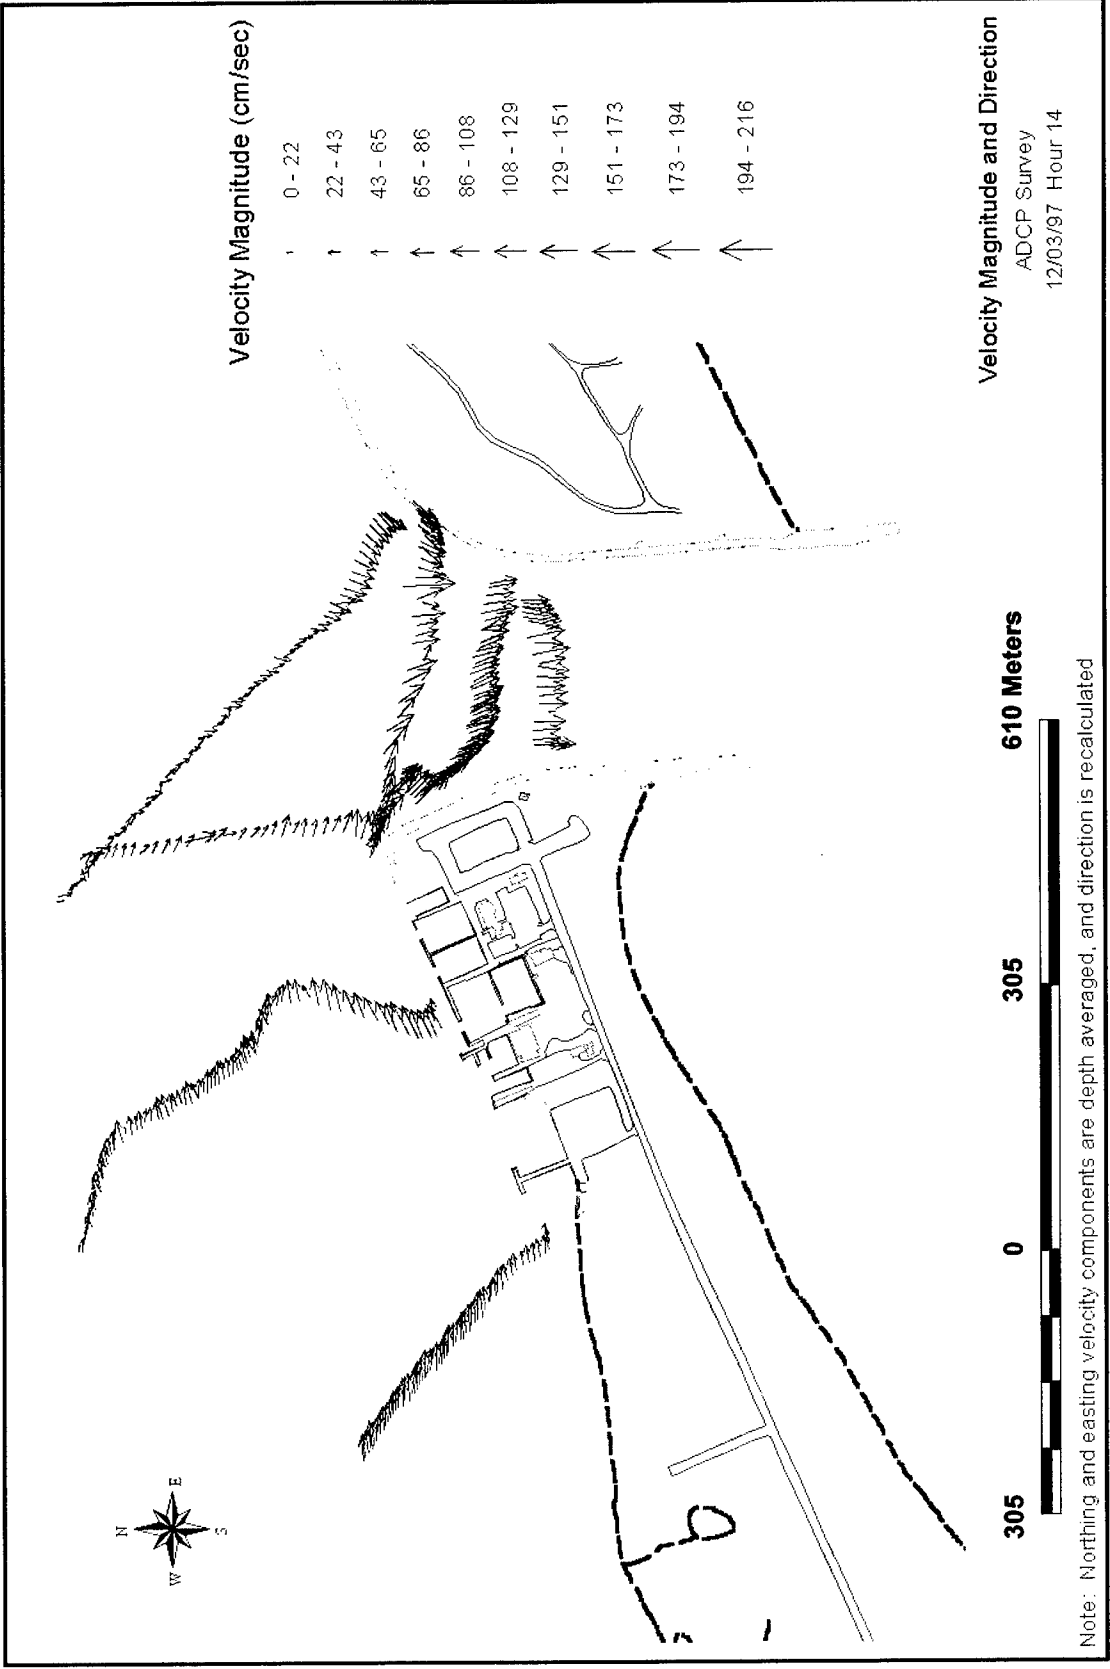 Velocity Magnitude (cm/sec)
0 - 22
22 - 43
43 - 65
65 - 86
86 - 108
108 - 129
129 - 151
151 - 173
173 - 194
194 - 216
N
W
E
S
Velocity Magnitude and Direction
ADCP Survey
12/03/97 Hour 14
305
0
305
610 Meters
Note: Northing and easting velocity components are depth averaged, and direction is recalculated